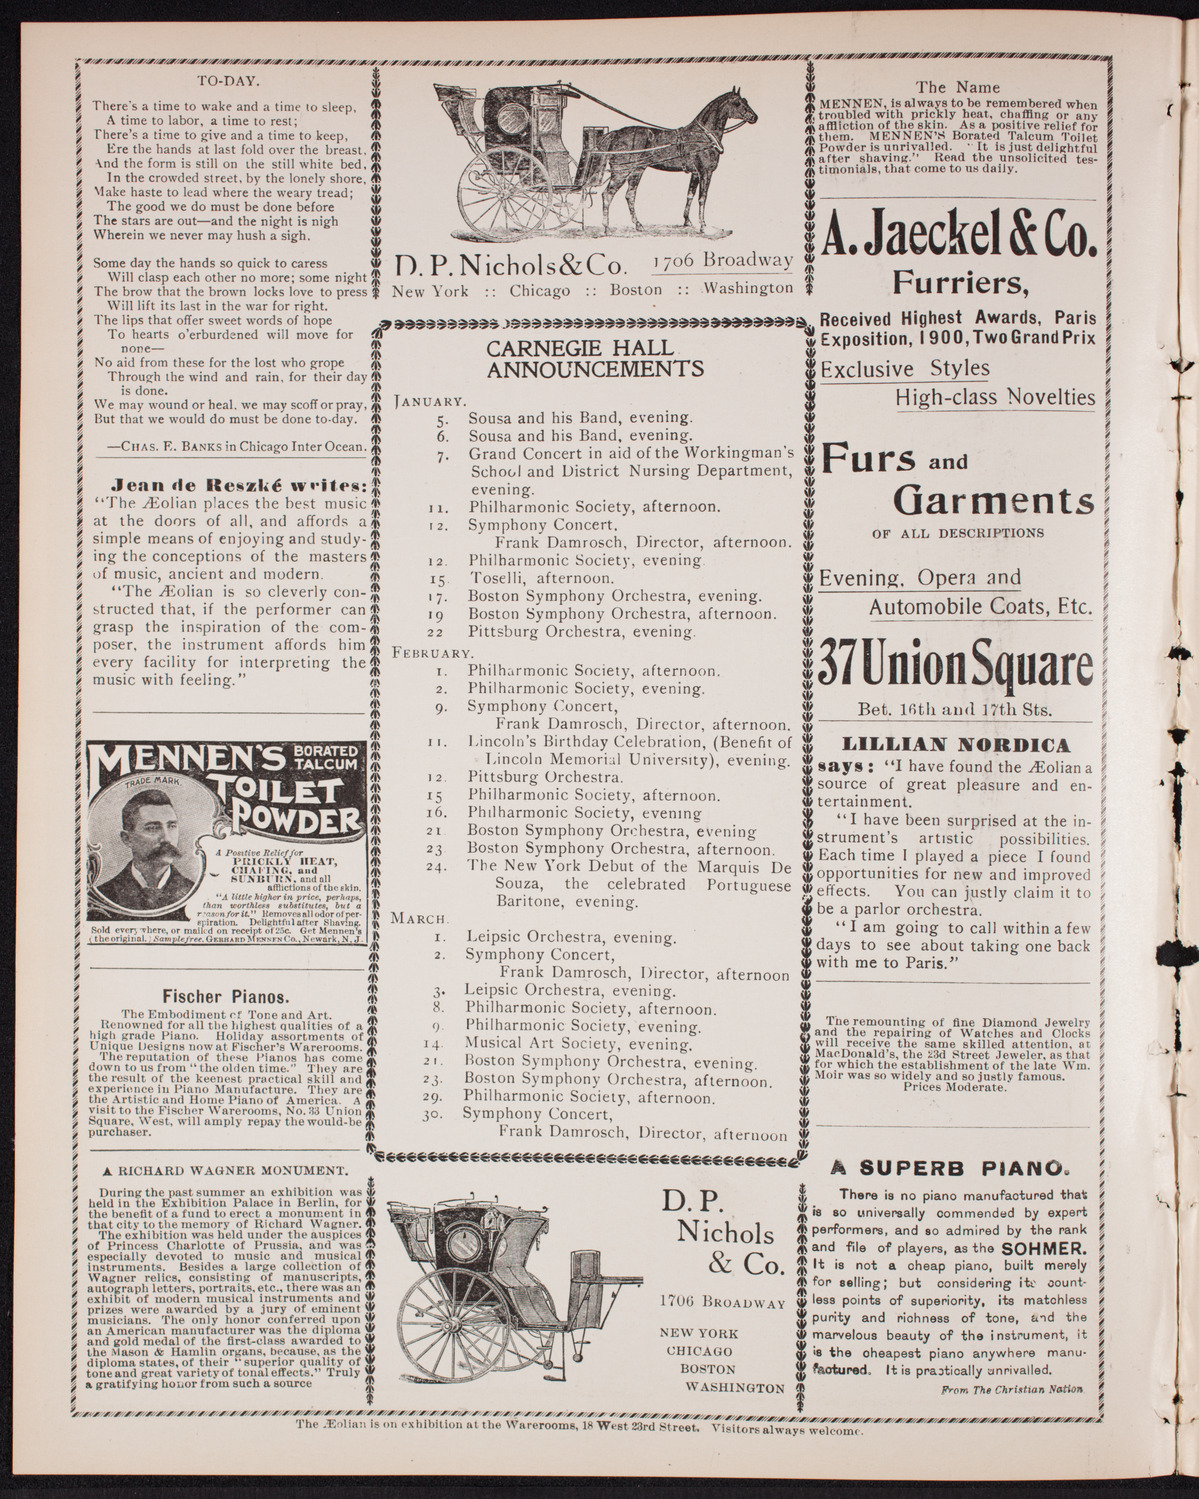 TO-DAY.
There's a time to wake and a time to sleep,
A time to labor, a time to rest;
There's a time to give and a time to keep,
Ere the hands at last fold over the breast.
And the form is still on the still white bed,
In the crowded street, by the lonely shore,
Make haste to lead where the weary tread;
The good we do must be done before
The stars are out—and the night is nigh
Wherein we never may hush a sigh.
Some day the hands so quick to caress
Will clasp each other no more; some night
The brow that the brown locks love to press
Will lift its last in the war for right.
The lips that offer sweet words of hope
To hearts o'erburdened will move for
none—
No aid from these for the lost who grope
Through the wind and rain, for their day
is done.
We may wound or heal, we may scoff or pray,
But that we would do must be done to-day.
—CHAS. E. BANKS in Chicago Inter Ocean.
Jean de Reszké writes:
"The Æolian places the best music
at the doors of all, and affords a
simple means of enjoying and study-
ing the conceptions of the masters
of music, ancient and modern.
"The Æolian is so cleverly con-
structed that, if the performer can
grasp the inspiration of the com-
poser, the instrument affords him
every facility for interpreting the
music with feeling."
MENNEN'S BORATED
TALCUM
TOILET
POWDER
TRADE MARK
A Positive Relief for
PRICKLY HEAT,
CHAFING, and
SUNBURN, and all
afflictions of the skin.
"A little higher in price, perhaps,
than worthless substitutes, but a
reason for it." Removes all odor of per-
spiration. Delightful after Shaving.
Sold everywhere, or mailed on receipt of 25c. Get Mennen's
(the original.) Sample free. GERHARD MENNEN CO., Newark, N. J.
Fischer Pianos.
The Embodiment of Tone and Art.
Renowned for all the highest qualities of a
high grade Piano. Holiday assortments of
Unique Designs now at Fischer's Warerooms.
The reputation of these Pianos has come
down to us from "the olden time." They are
the result of the keenest practical skill and
experience in Piano Manufacture. They are
the Artistic and Home Piano of America. A
visit to the Fischer Warerooms, No. 33 Union
Square, West, will amply repay the would-be
purchaser.
A RICHARD WAGNER MONUMENT.
During the past summer an exhibition was
held in the Exhibition Palace in Berlin, for
the benefit of a fund to erect a monument in
that city to the memory of Richard Wagner.
The exhibition was held under the auspices
of Princess Charlotte of Prussia, and was
especially devoted to music and musical
instruments. Besides a large collection of
Wagner relics, consisting of manuscripts,
autograph letters, portraits, etc., there was an
exhibit of modern musical instruments and
prizes were awarded by a jury of eminent
musicians. The only honor conferred upon
an American manufacturer was the diploma
and gold medal of the first-class awarded to
the Mason & Hamlin organs, because, as the
diploma states, of their "superior quality of
tone and great variety of tonal effects." Truly
a gratifying honor from such a source
D. P. Nichols & Co. 1706 Broadway
New York :: Chicago :: Boston :: Washington
CARNEGIE HALL
ANNOUNCEMENTS
JANUARY.
5. Sousa and his Band, evening.
6. Sousa and his Band, evening.
7. Grand Concert in aid of the Workingman's
School and District Nursing Department,
evening.
11. Philharmonic Society, afternoon.
12. Symphony Concert,
Frank Damrosch, Director, afternoon.
12. Philharmonic Society, evening.
15. Toselli, afternoon.
17. Boston Symphony Orchestra, evening.
19 Boston Symphony Orchestra, afternoon.
22 Pittsburg Orchestra, evening.
FEBRUARY.
1. Philharmonic Society, afternoon.
2. Philharmonic Society, evening.
9. Symphony Concert,
Frank Damrosch, Director, afternoon.
11. Lincoln's Birthday Celebration, (Benefit of
Lincoln Memorial University), evening.
12. Pittsburg Orchestra.
15 Philharmonic Society, afternoon.
16. Philharmonic Society, evening
21 Boston Symphony Orchestra, evening
23 Boston Symphony Orchestra, afternoon.
24. The New York Debut of the Marquis De
Souza, the celebrated Portuguese
Baritone, evening.
MARCH.
1. Leipsic Orchestra, evening.
2. Symphony Concert,
Frank Damrosch, Director, afternoon
3. Leipsic Orchestra, evening.
8. Philharmonic Society, afternoon.
9. Philharmonic Society, evening.
14. Musical Art Society, evening.
21. Boston Symphony Orchestra, evening.
23. Boston Symphony Orchestra, afternoon.
29. Philharmonic Society, afternoon.
30. Symphony Concert,
Frank Damrosch, Director, afternoon
D. P.
Nichols
& Co.
1706 BROADWAY
NEW YORK
CHICAGO
BOSTON
WASHINGTON
The Name
MENNEN, is always to be remembered when
troubled with prickly heat, chaffing or any
affliction of the skin. As a positive relief for
them. MENNEN'S Borated Talcum Toilet
Powder is unrivalled. "It is just delightful
after shaving." Read the unsolicited tes-
timonials, that come to us daily.
A. Jaeckel & Co.
Furriers,
Received Highest Awards, Paris
Exposition, 1900, Two Grand Prix
Exclusive Styles
High-class Novelties
Furs and
Garments
OF ALL DESCRIPTIONS
Evening, Opera and
Automobile Coats, Etc.
37 Union Square
Bet. 16th and 17th Sts.
LILLIAN NORDICA
says: "I have found the Æolian a
source of great pleasure and en-
tertainment.
"I have been surprised at the in-
strument's artistic possibilities.
Each time I played a piece I found
opportunities for new and improved
effects. You can justly claim it to
be a parlor orchestra.
"I am going to call within a few
days to see about taking one back
with me to Paris."
The remounting of fine Diamond Jewelry
and the repairing of Watches and Clocks
will receive the same skilled attention, at
MacDonald's, the 23d Street Jeweler, as that
for which the establishment of the late Wm.
Moir was so widely and so justly famous.
Prices Moderate.
A SUPERB PIANO.
There is no piano manufactured that
is so universally commended by expert
performers, and so admired by the rank
and file of players, as the SOHMER.
It is not a cheap piano, built merely
for selling; but considering its count-
less points of superiority, its matchless
purity and richness of tone, and the
marvelous beauty of the instrument, it
is the cheapest piano anywhere manu-
factured. It is practically unrivalled.
From The Christian Nation
The Æolian is on exhibition at the Warerooms, 18 West 23rd Street. Visitors always welcome.